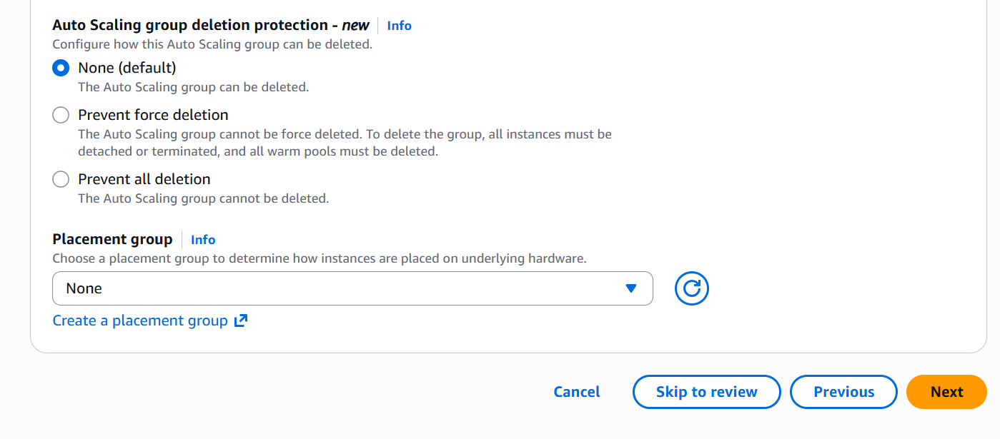 Auto Scaling group deletion protection - new Info
Configure how this Auto Scaling group can be deleted.
None (default)
The Auto Scaling group can be deleted.
Prevent force deletion
The Auto Scaling group cannot be force deleted. To delete the group, all instances must be
detached or terminated, and all warm pools must be deleted.
Prevent all deletion
The Auto Scaling group cannot be deleted.
Placement group Info
Choose a placement group to determine how instances are placed on underlying hardware.
None
Create a placement group
Cancel Skip to review Previous Next